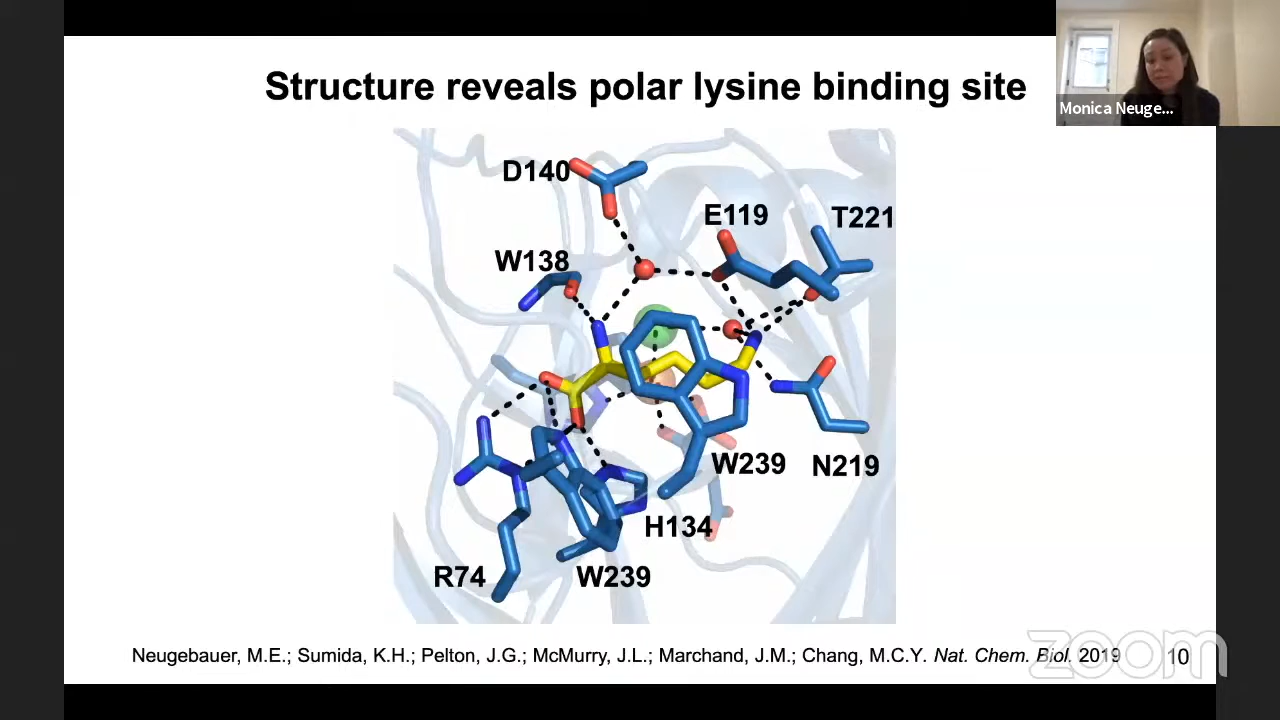 Structure reveals polar lysine binding site
Monica Neuge...
D140
E119
T221
W138
W239
N219
H134
R74
W239
Neugebauer, M.E.; Sumida, K.H.; Pelton, J.G.; McMurry, J.L.; Marchand, J.M.; Chang, M.C.Y. Nat. Chem. Biol. 2019
10
zoom